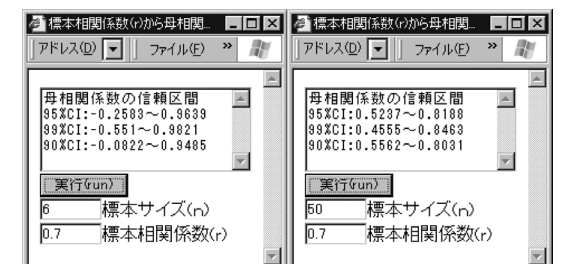 標本相関係数(r)から母相関...
アドレス(D) ファイル(F) »
母相関係数の信頼区間
95%CI:-0.2583～0.9639
99%CI:-0.551～0.9821
90%CI:-0.0822～0.9485
実行(run)
6 標本サイズ(n)
0.7 標本相関係数(r)
標本相関係数(r)から母相関...
アドレス(D) ファイル(F) »
母相関係数の信頼区間
95%CI:0.5237～0.8188
99%CI:0.4555～0.8463
90%CI:0.5562～0.8031
実行(run)
50 標本サイズ(n)
0.7 標本相関係数(r)